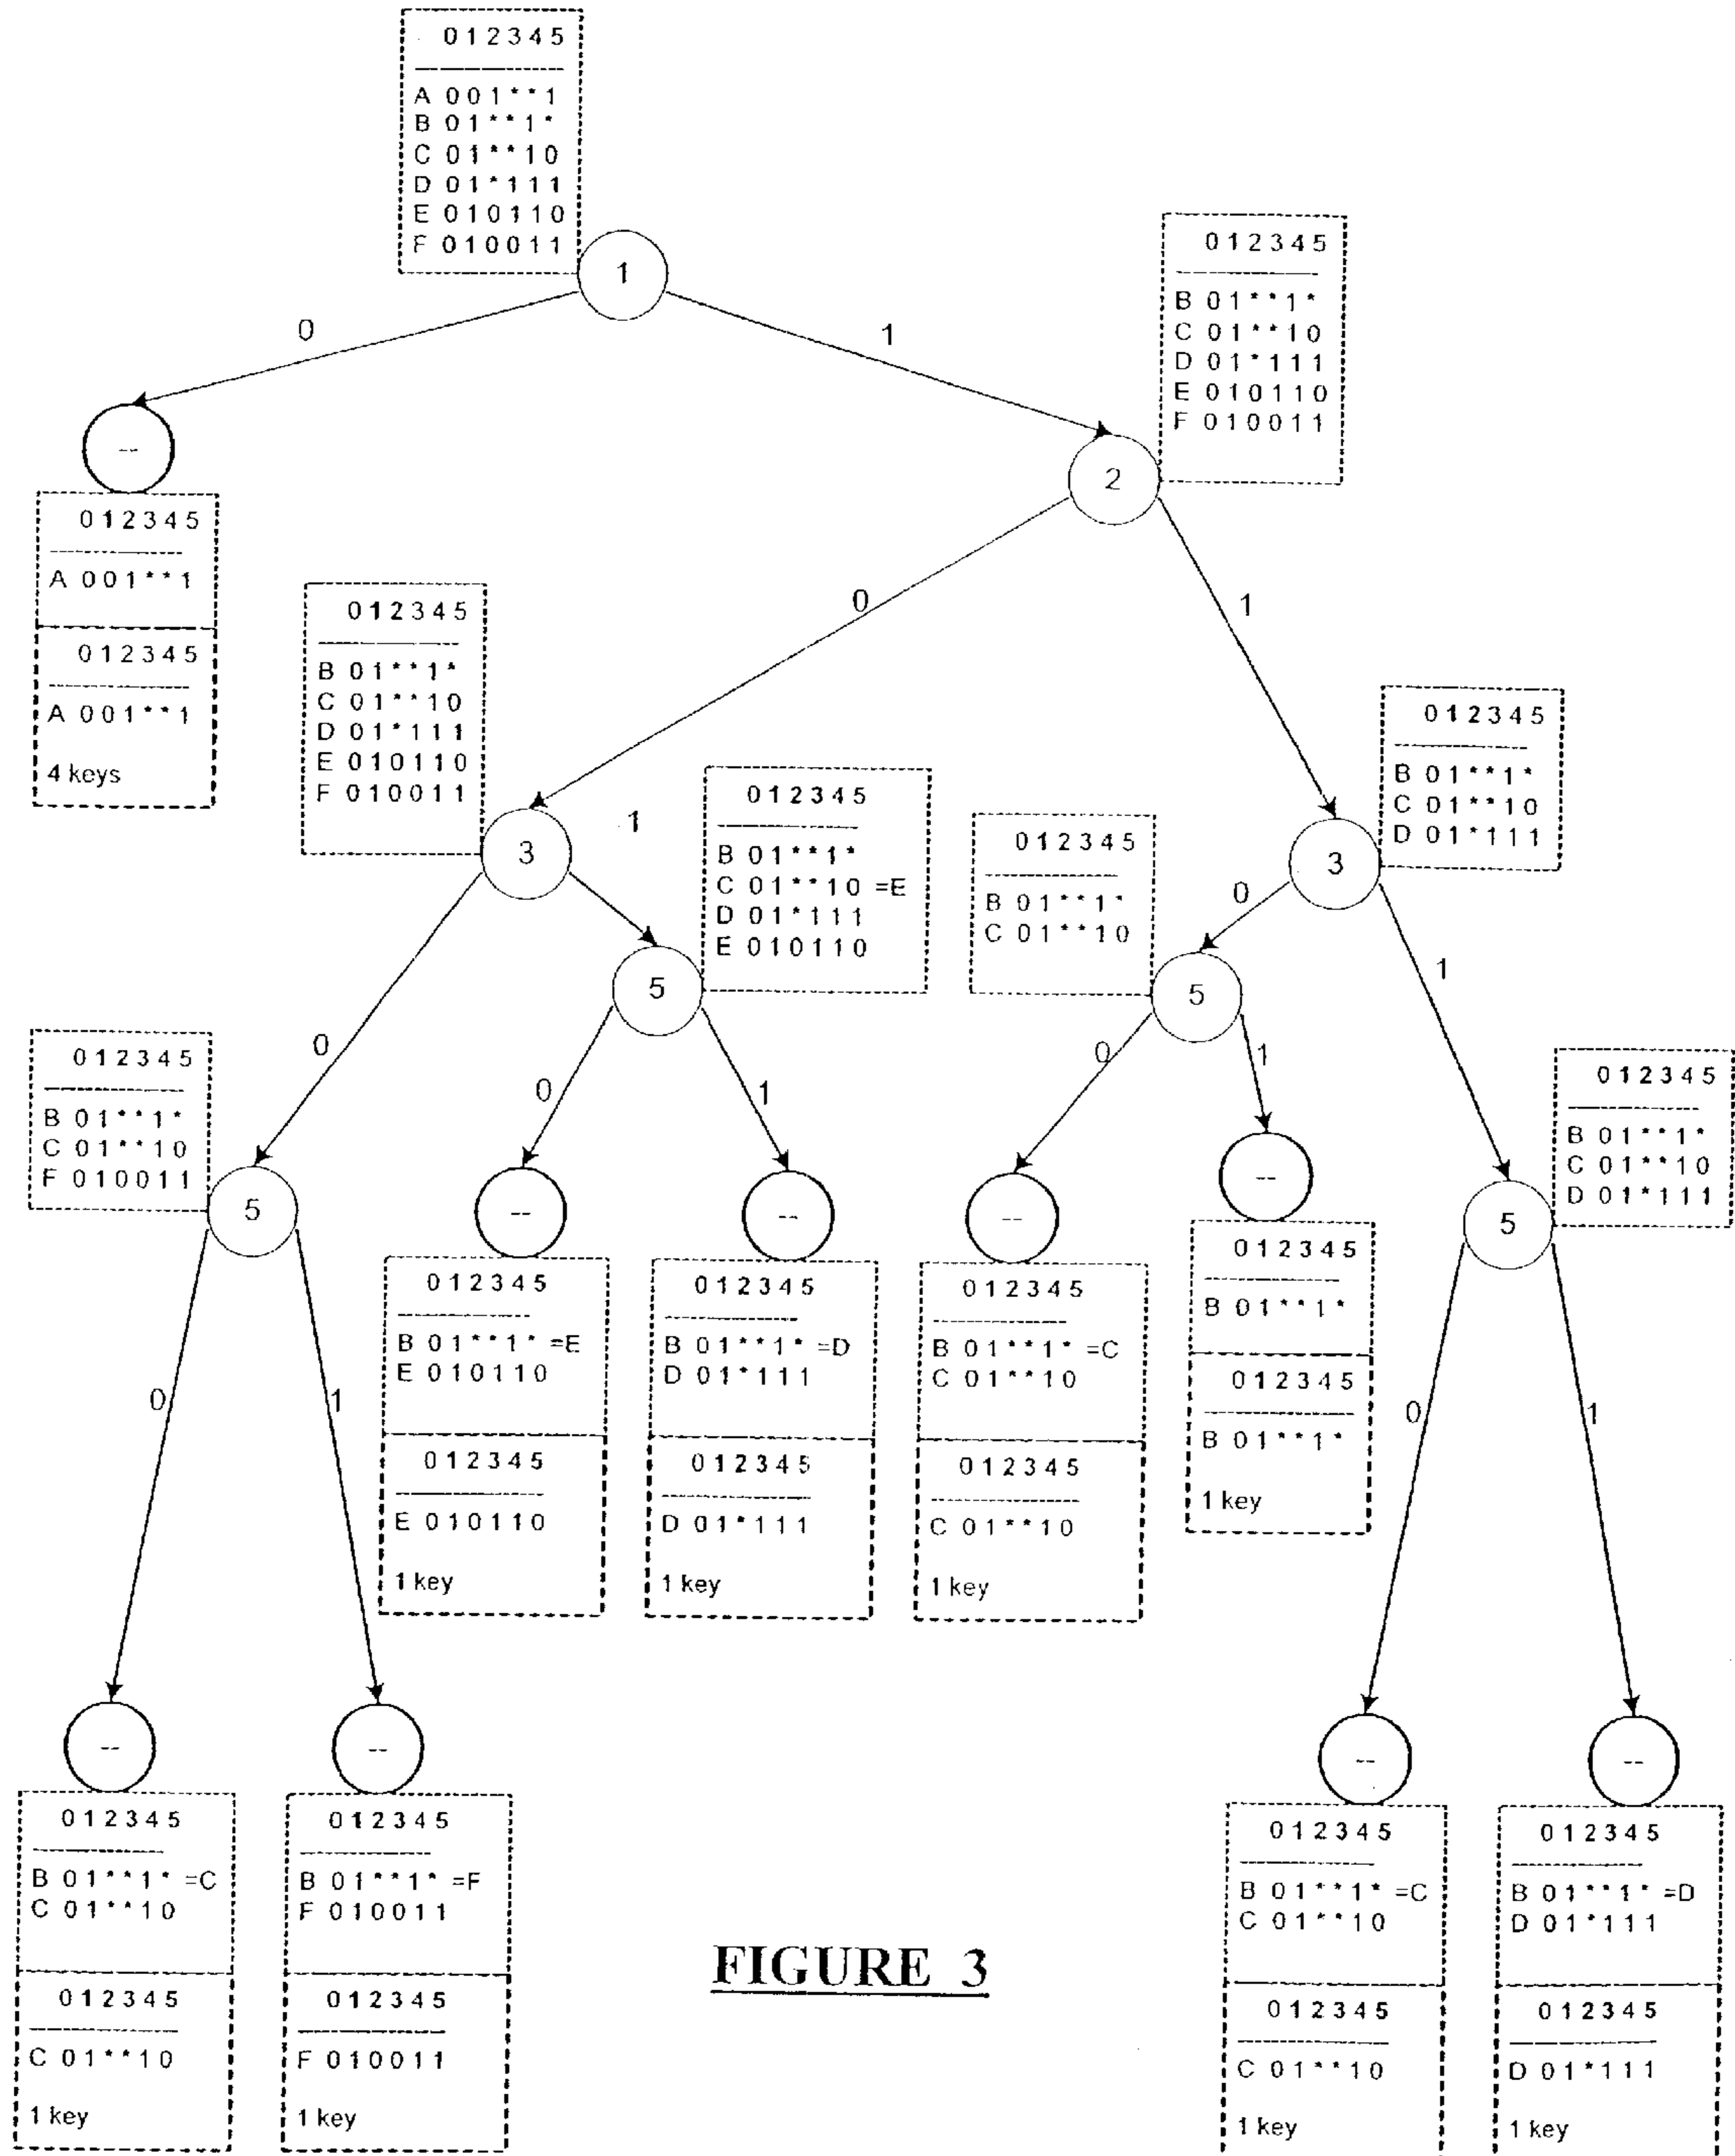 0 1 2 3 4 5
A 0 0 1 * * 1
B 0 1 * * 1 *
C 0 1 * * 1 0
D 0 1 * 1 1 1
E 0 1 0 1 1 0
F 0 1 0 0 1 1
1
0 1 2 3 4 5
B 0 1 * * 1 *
C 0 1 * * 1 0
D 0 1 * 1 1 1
E 0 1 0 1 1 0
F 0 1 0 0 1 1
0
1
--
2
0 1 2 3 4 5
A 0 0 1 * * 1
0 1 2 3 4 5
A 0 0 1 * * 1
4 keys
0
1
0 1 2 3 4 5
B 0 1 * * 1 *
C 0 1 * * 1 0
D 0 1 * 1 1 1
E 0 1 0 1 1 0
F 0 1 0 0 1 1
3
1
0 1 2 3 4 5
B 0 1 * * 1 *
C 0 1 * * 1 0 =E
D 0 1 * 1 1 1
E 0 1 0 1 1 0
5
0 1 2 3 4 5
B 0 1 * * 1 *
C 0 1 * * 1 0
5
0 1 2 3 4 5
B 0 1 * * 1 *
C 0 1 * * 1 0
D 0 1 * 1 1 1
3
0
1
0
0 1 2 3 4 5
B 0 1 * * 1 *
C 0 1 * * 1 0
F 0 1 0 0 1 1
5
0
1
0
1
0 1 2 3 4 5
B 0 1 * * 1 *
C 0 1 * * 1 0
D 0 1 * 1 1 1
5
--
0 1 2 3 4 5
B 0 1 * * 1 * =E
E 0 1 0 1 1 0
0 1 2 3 4 5
E 0 1 0 1 1 0
1 key
--
0 1 2 3 4 5
B 0 1 * * 1 * =D
D 0 1 * 1 1 1
0 1 2 3 4 5
D 0 1 * 1 1 1
1 key
--
0 1 2 3 4 5
B 0 1 * * 1 * =C
C 0 1 * * 1 0
0 1 2 3 4 5
C 0 1 * * 1 0
1 key
--
0 1 2 3 4 5
B 0 1 * * 1 *
0 1 2 3 4 5
B 0 1 * * 1 *
1 key
0
1
0
1
--
0 1 2 3 4 5
B 0 1 * * 1 * =C
C 0 1 * * 1 0
0 1 2 3 4 5
C 0 1 * * 1 0
1 key
--
0 1 2 3 4 5
B 0 1 * * 1 * =F
F 0 1 0 0 1 1
0 1 2 3 4 5
F 0 1 0 0 1 1
1 key
FIGURE 3
--
0 1 2 3 4 5
B 0 1 * * 1 * =C
C 0 1 * * 1 0
0 1 2 3 4 5
C 0 1 * * 1 0
1 key
--
0 1 2 3 4 5
B 0 1 * * 1 * =D
D 0 1 * 1 1 1
0 1 2 3 4 5
D 0 1 * 1 1 1
1 key